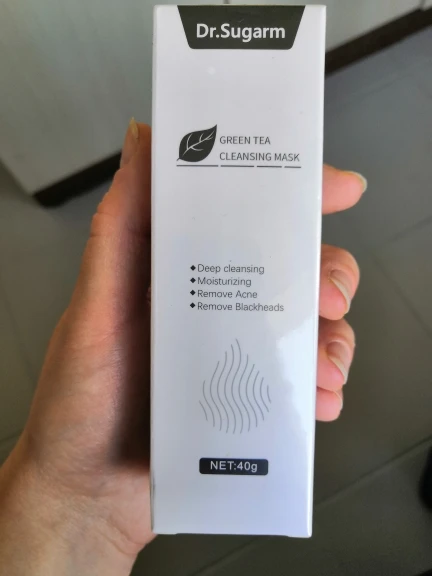 Dr.Sugarm
GREEN TEA
CLEANSING MASK
◆Deep cleansing
◆Moisturizing
◆Remove Acne
◆Remove Blackheads
NET:40g